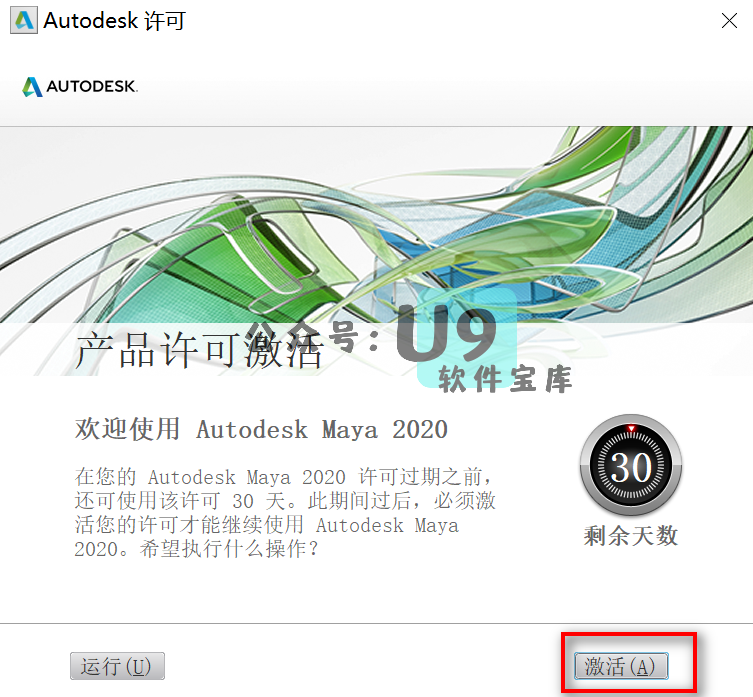 Autodesk 许可
AUTODESK.
产品许可激活
公众号：U9
软件宝库
欢迎使用 Autodesk Maya 2020
在您的 Autodesk Maya 2020 许可过期之前，
还可使用该许可 30 天。此期间过后，必须激
活您的许可才能继续使用 Autodesk Maya
2020。希望执行什么操作？
30
剩余天数
运行(U)
激活(A)